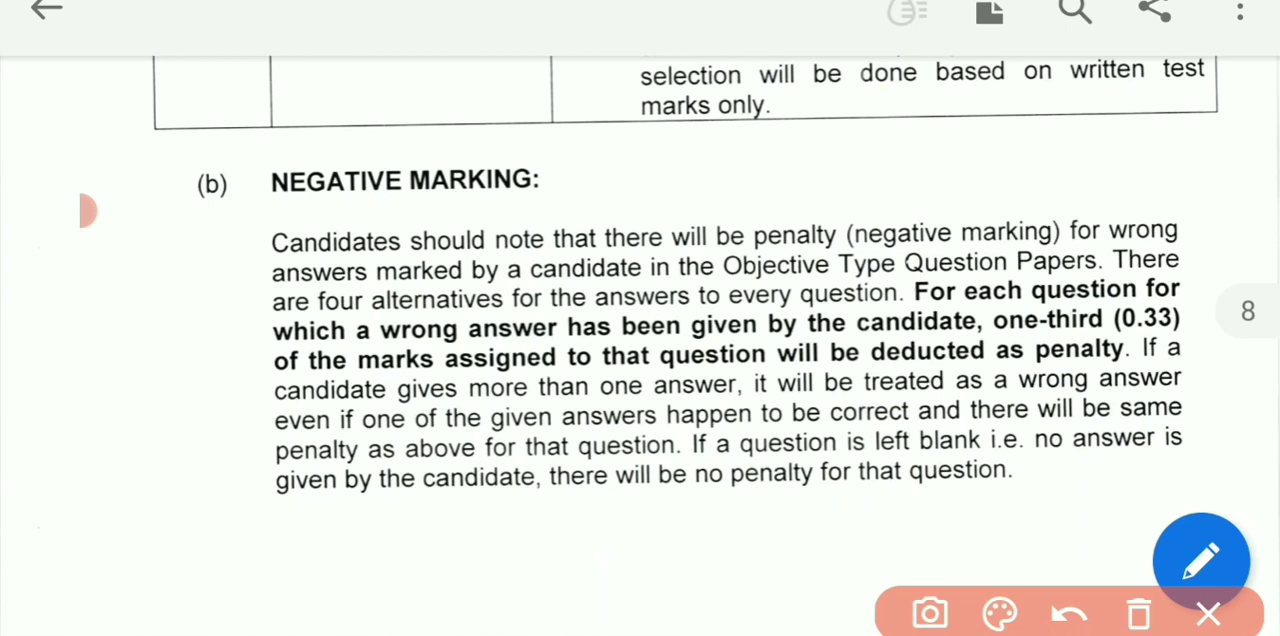 selection will be done based on written test
marks only.
(b) NEGATIVE MARKING:
Candidates should note that there will be penalty (negative marking) for wrong
answers marked by a candidate in the Objective Type Question Papers. There
are four alternatives for the answers to every question. For each question for
which a wrong answer has been given by the candidate, one-third (0.33)
of the marks assigned to that question will be deducted as penalty. If a
candidate gives more than one answer, it will be treated as a wrong answer
even if one of the given answers happen to be correct and there will be same
penalty as above for that question. If a question is left blank i.e. no answer is
given by the candidate, there will be no penalty for that question.
8